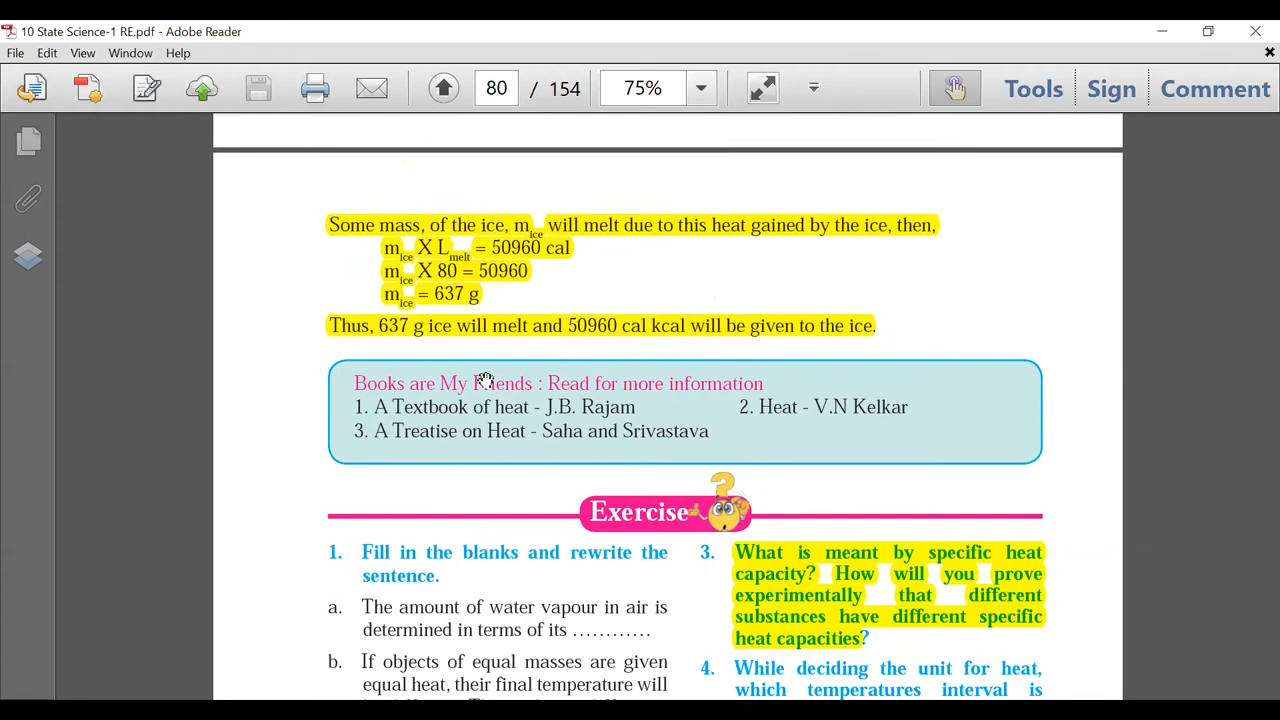 10 State Science-1 RE.pdf - Adobe Reader
File Edit View Window Help
80 / 154 75% Tools Sign Comment
Some mass, of the ice, mice will melt due to this heat gained by the ice, then,
mice X Lmelt = 50960 cal
mice X 80 = 50960
mice = 637 g
Thus, 637 g ice will melt and 50960 cal kcal will be given to the ice.
Books are My Friends : Read for more information
1. A Textbook of heat - J.B. Rajam 2. Heat - V.N Kelkar
3. A Treatise on Heat - Saha and Srivastava
Exercise
1. Fill in the blanks and rewrite the
sentence.
a. The amount of water vapour in air is
determined in terms of its …………
b. If objects of equal masses are given
equal heat, their final temperature will
3. What is meant by specific heat
capacity? How will you prove
experimentally that different
substances have different specific
heat capacities?
4. While deciding the unit for heat,
which temperatures interval is